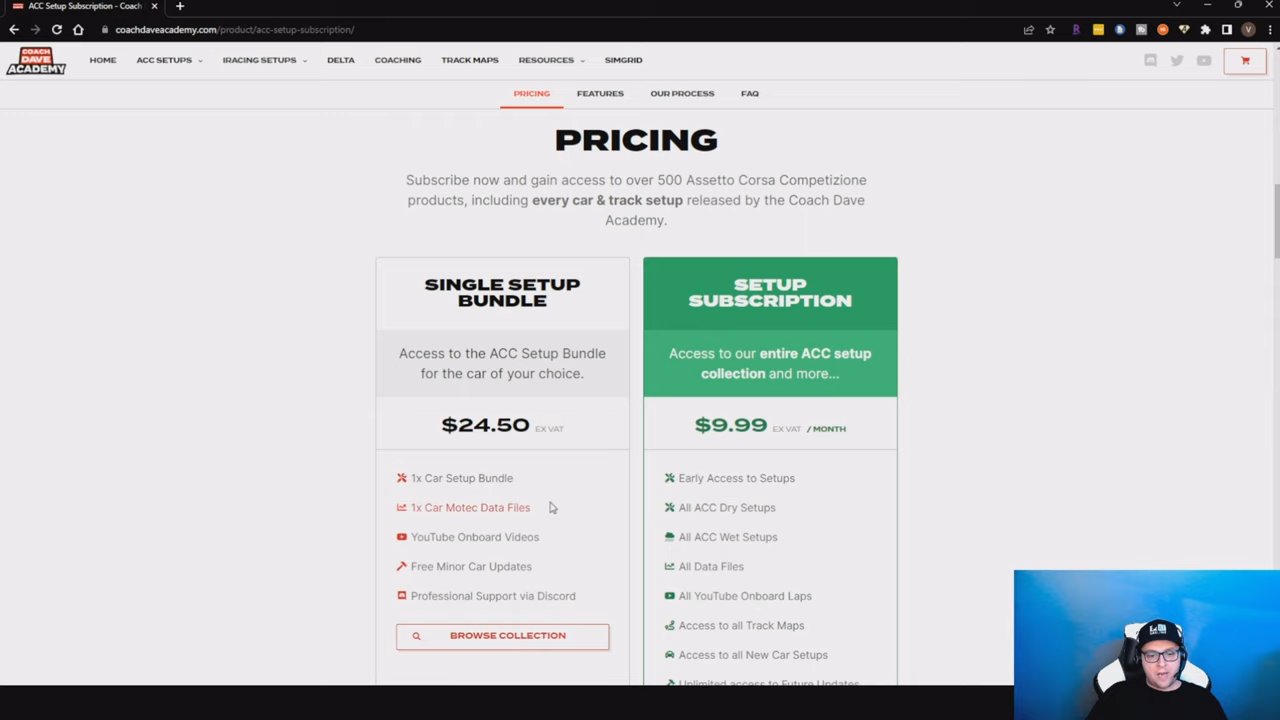 ACC Setup Subscription - Coach
coachdaveacademy.com/product/acc-setup-subscription/
COACH
DAVE
ACADEMY
HOME
ACC SETUPS
IRACING SETUPS
DELTA
COACHING
TRACK MAPS
RESOURCES
SIMGRID
PRICING
FEATURES
OUR PROCESS
FAQ
PRICING
Subscribe now and gain access to over 500 Assetto Corsa Competizione
products, including every car & track setup released by the Coach Dave
Academy.
SINGLE SETUP
BUNDLE
Access to the ACC Setup Bundle
for the car of your choice.
$24.50 EX VAT
1x Car Setup Bundle
1x Car Motec Data Files
YouTube Onboard Videos
Free Minor Car Updates
Professional Support via Discord
BROWSE COLLECTION
SETUP
SUBSCRIPTION
Access to our entire ACC setup
collection and more...
$9.99 EX VAT / MONTH
Early Access to Setups
All ACC Dry Setups
All ACC Wet Setups
All Data Files
All YouTube Onboard Laps
Access to all Track Maps
Access to all New Car Setups
Unlimited access to Future Updates